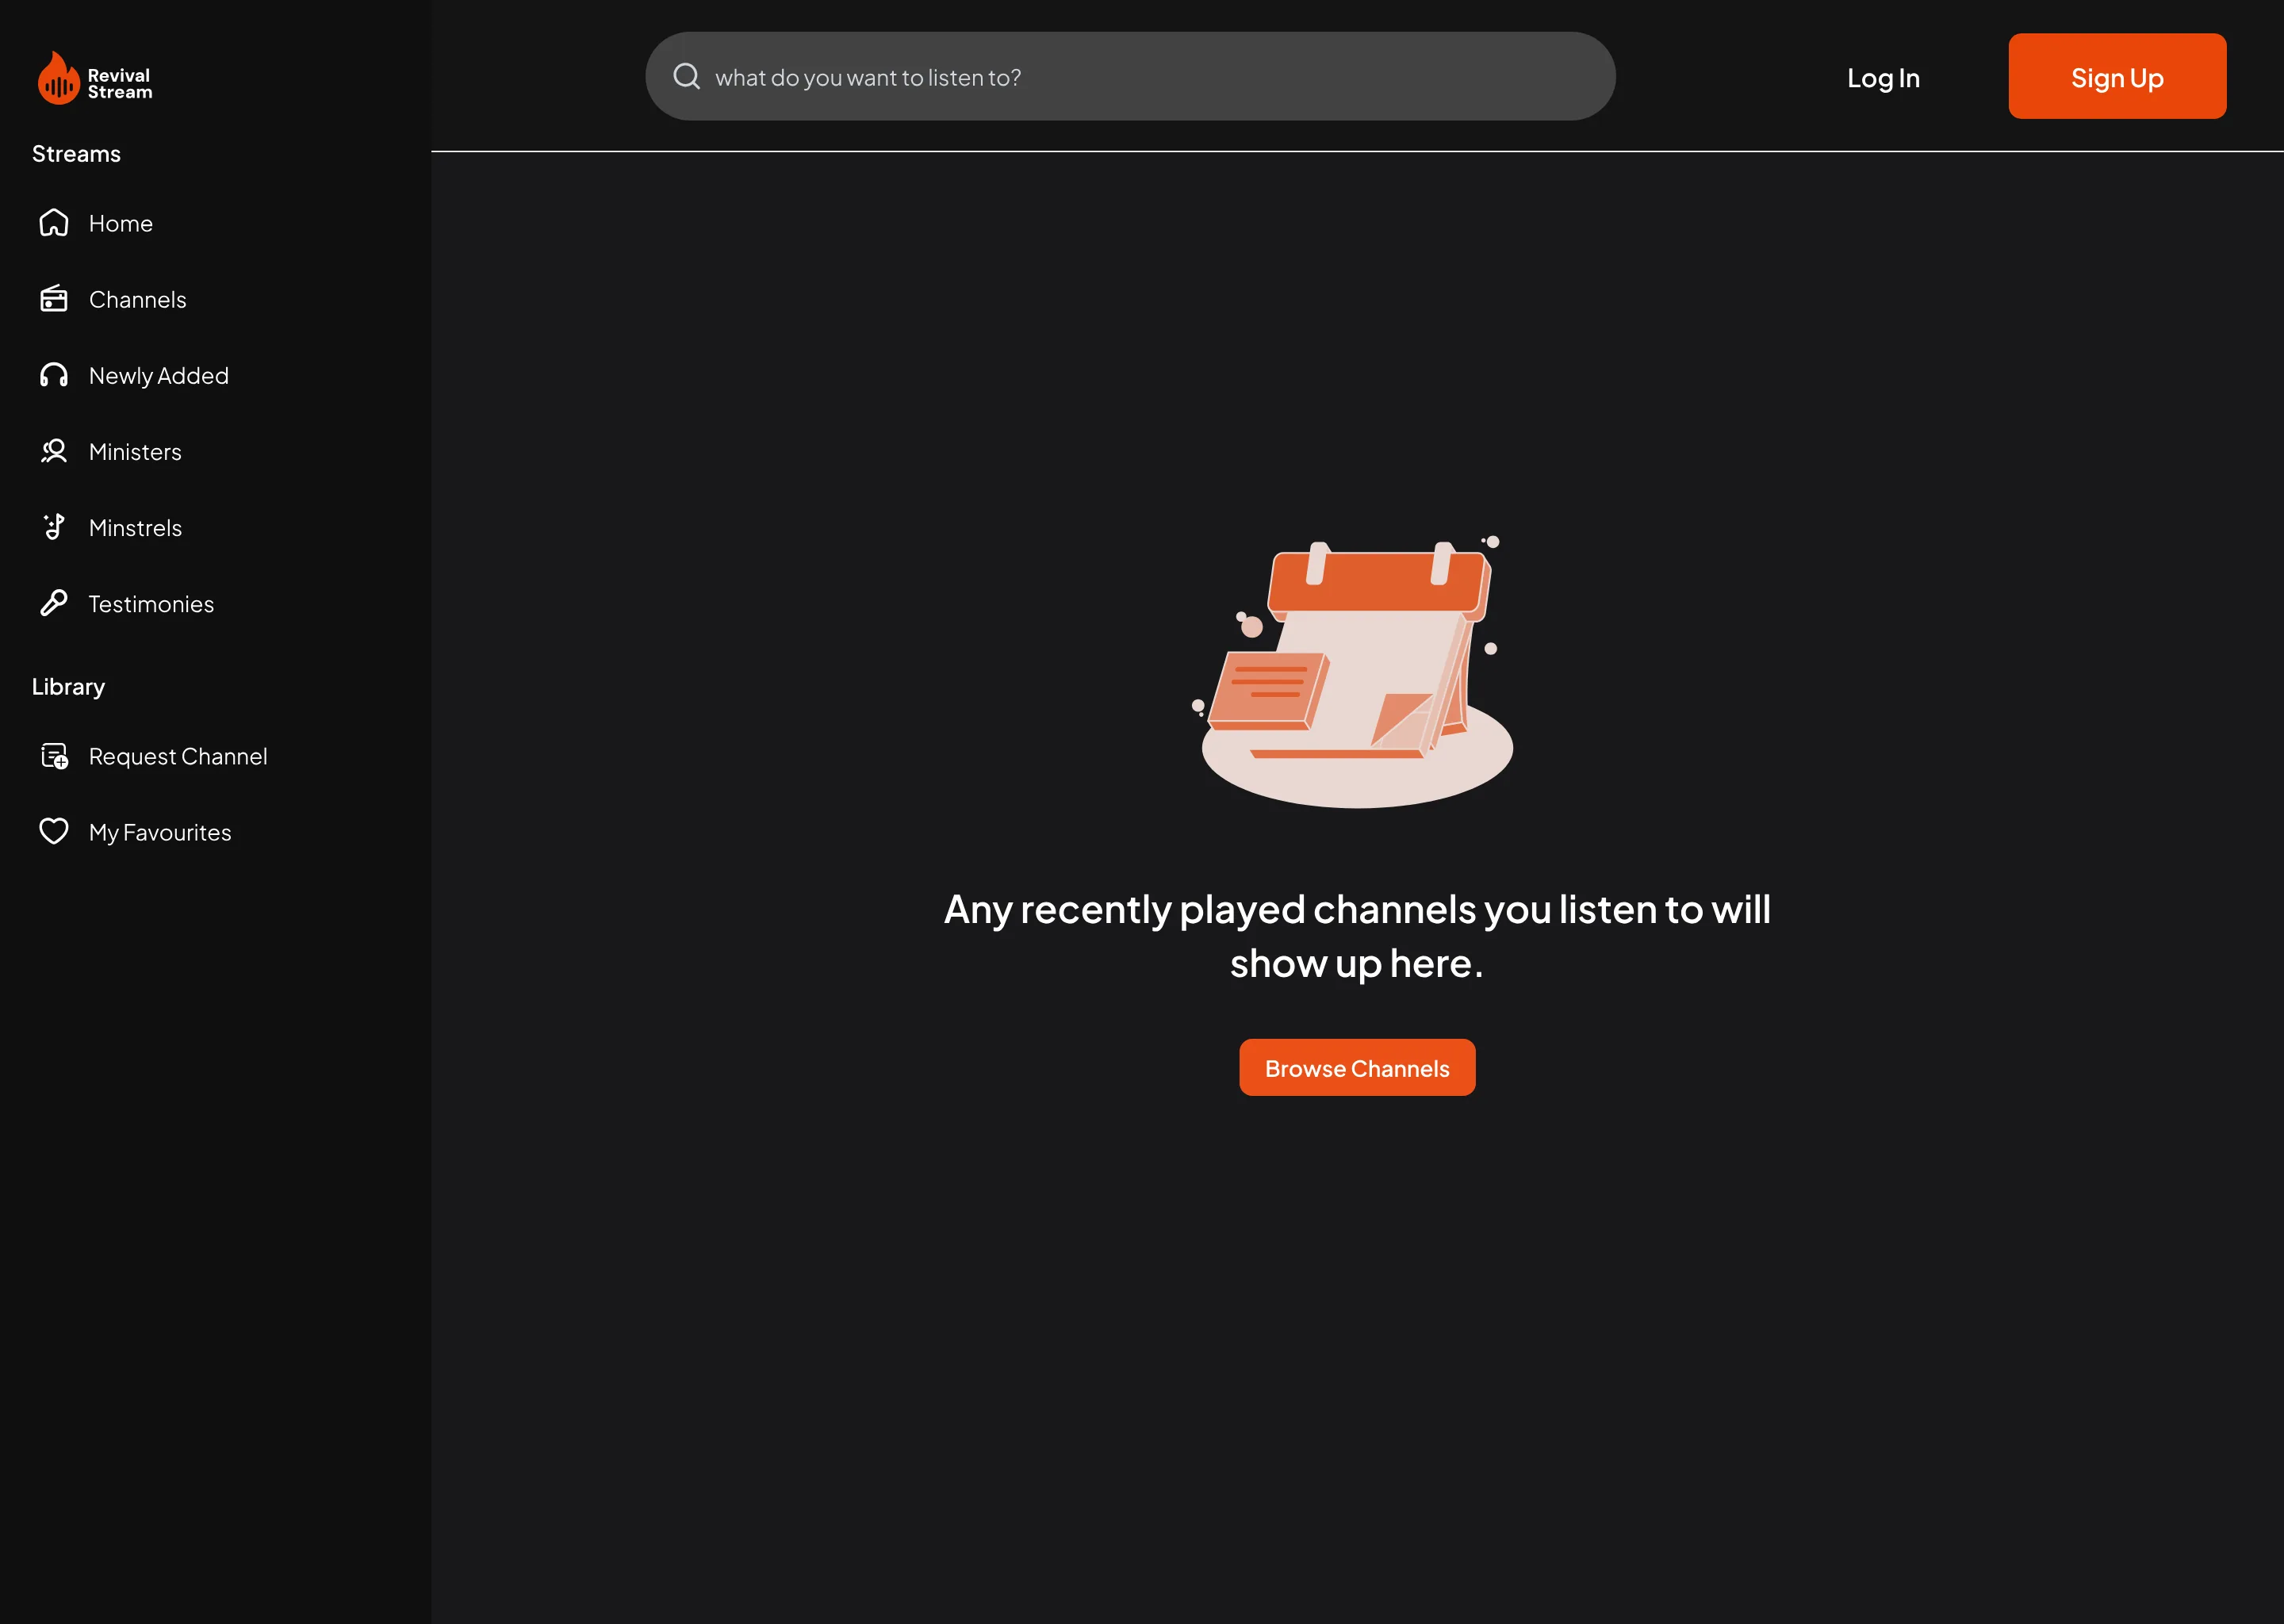 Revival
Stream
what do you want to listen to?
Log In
Sign Up
Streams
Home
Channels
Newly Added
Ministers
Minstrels
Testimonies
Library
Request Channel
My Favourites
Any recently played channels you listen to will
show up here.
Browse Channels